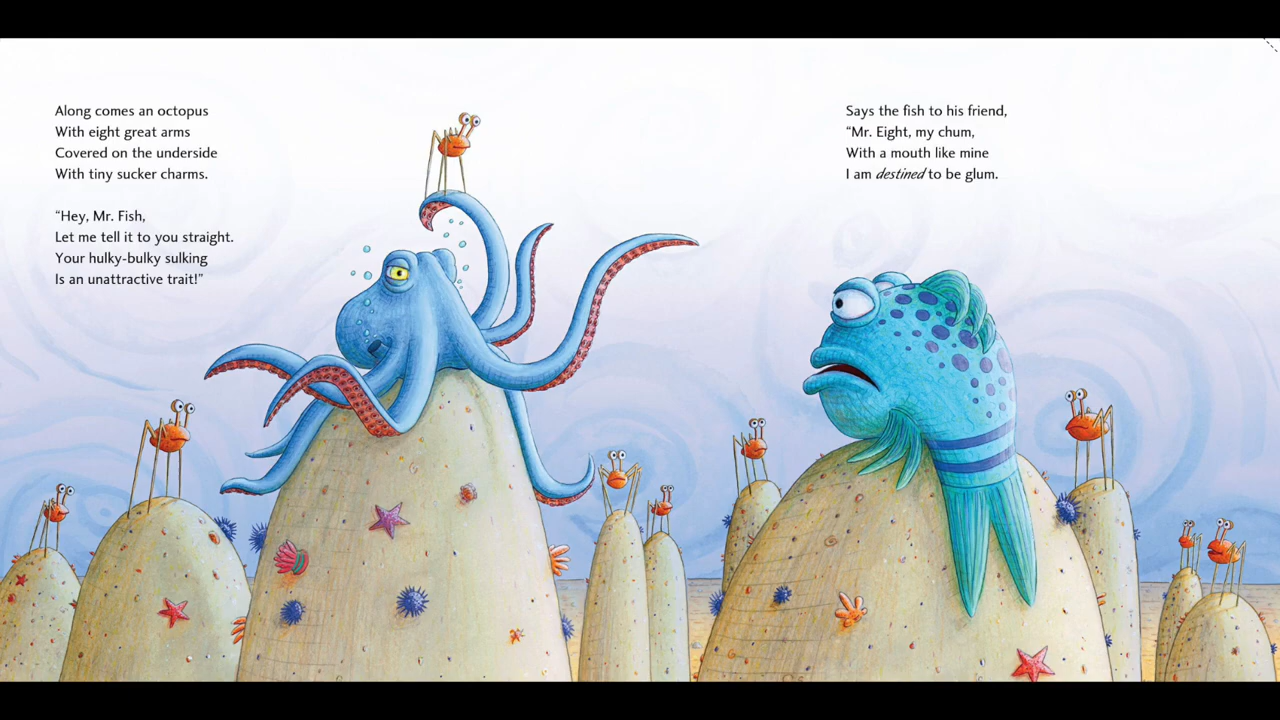 Along comes an octopus
With eight great arms
Covered on the underside
With tiny sucker charms.
“Hey, Mr. Fish,
Let me tell it to you straight.
Your hulky-bulky sulking
Is an unattractive trait!”
Says the fish to his friend,
“Mr. Eight, my chum,
With a mouth like mine
I am destined to be glum.